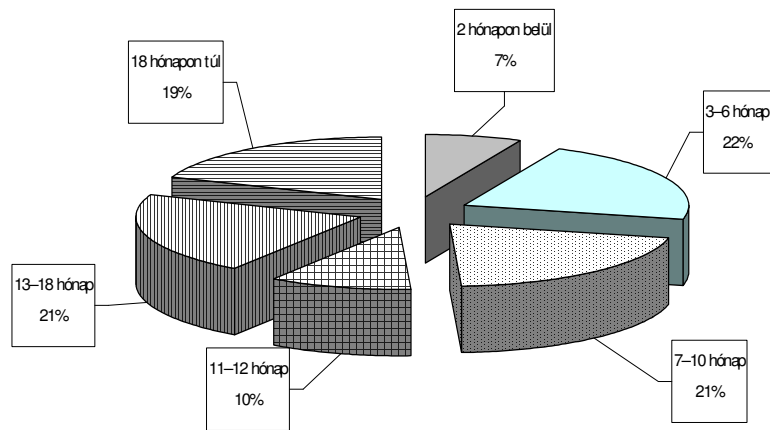 2 hónapon belül
7%
3–6 hónap
22%
7–10 hónap
21%
11–12 hónap
10%
13–18 hónap
21%
18 hónapon túl
19%